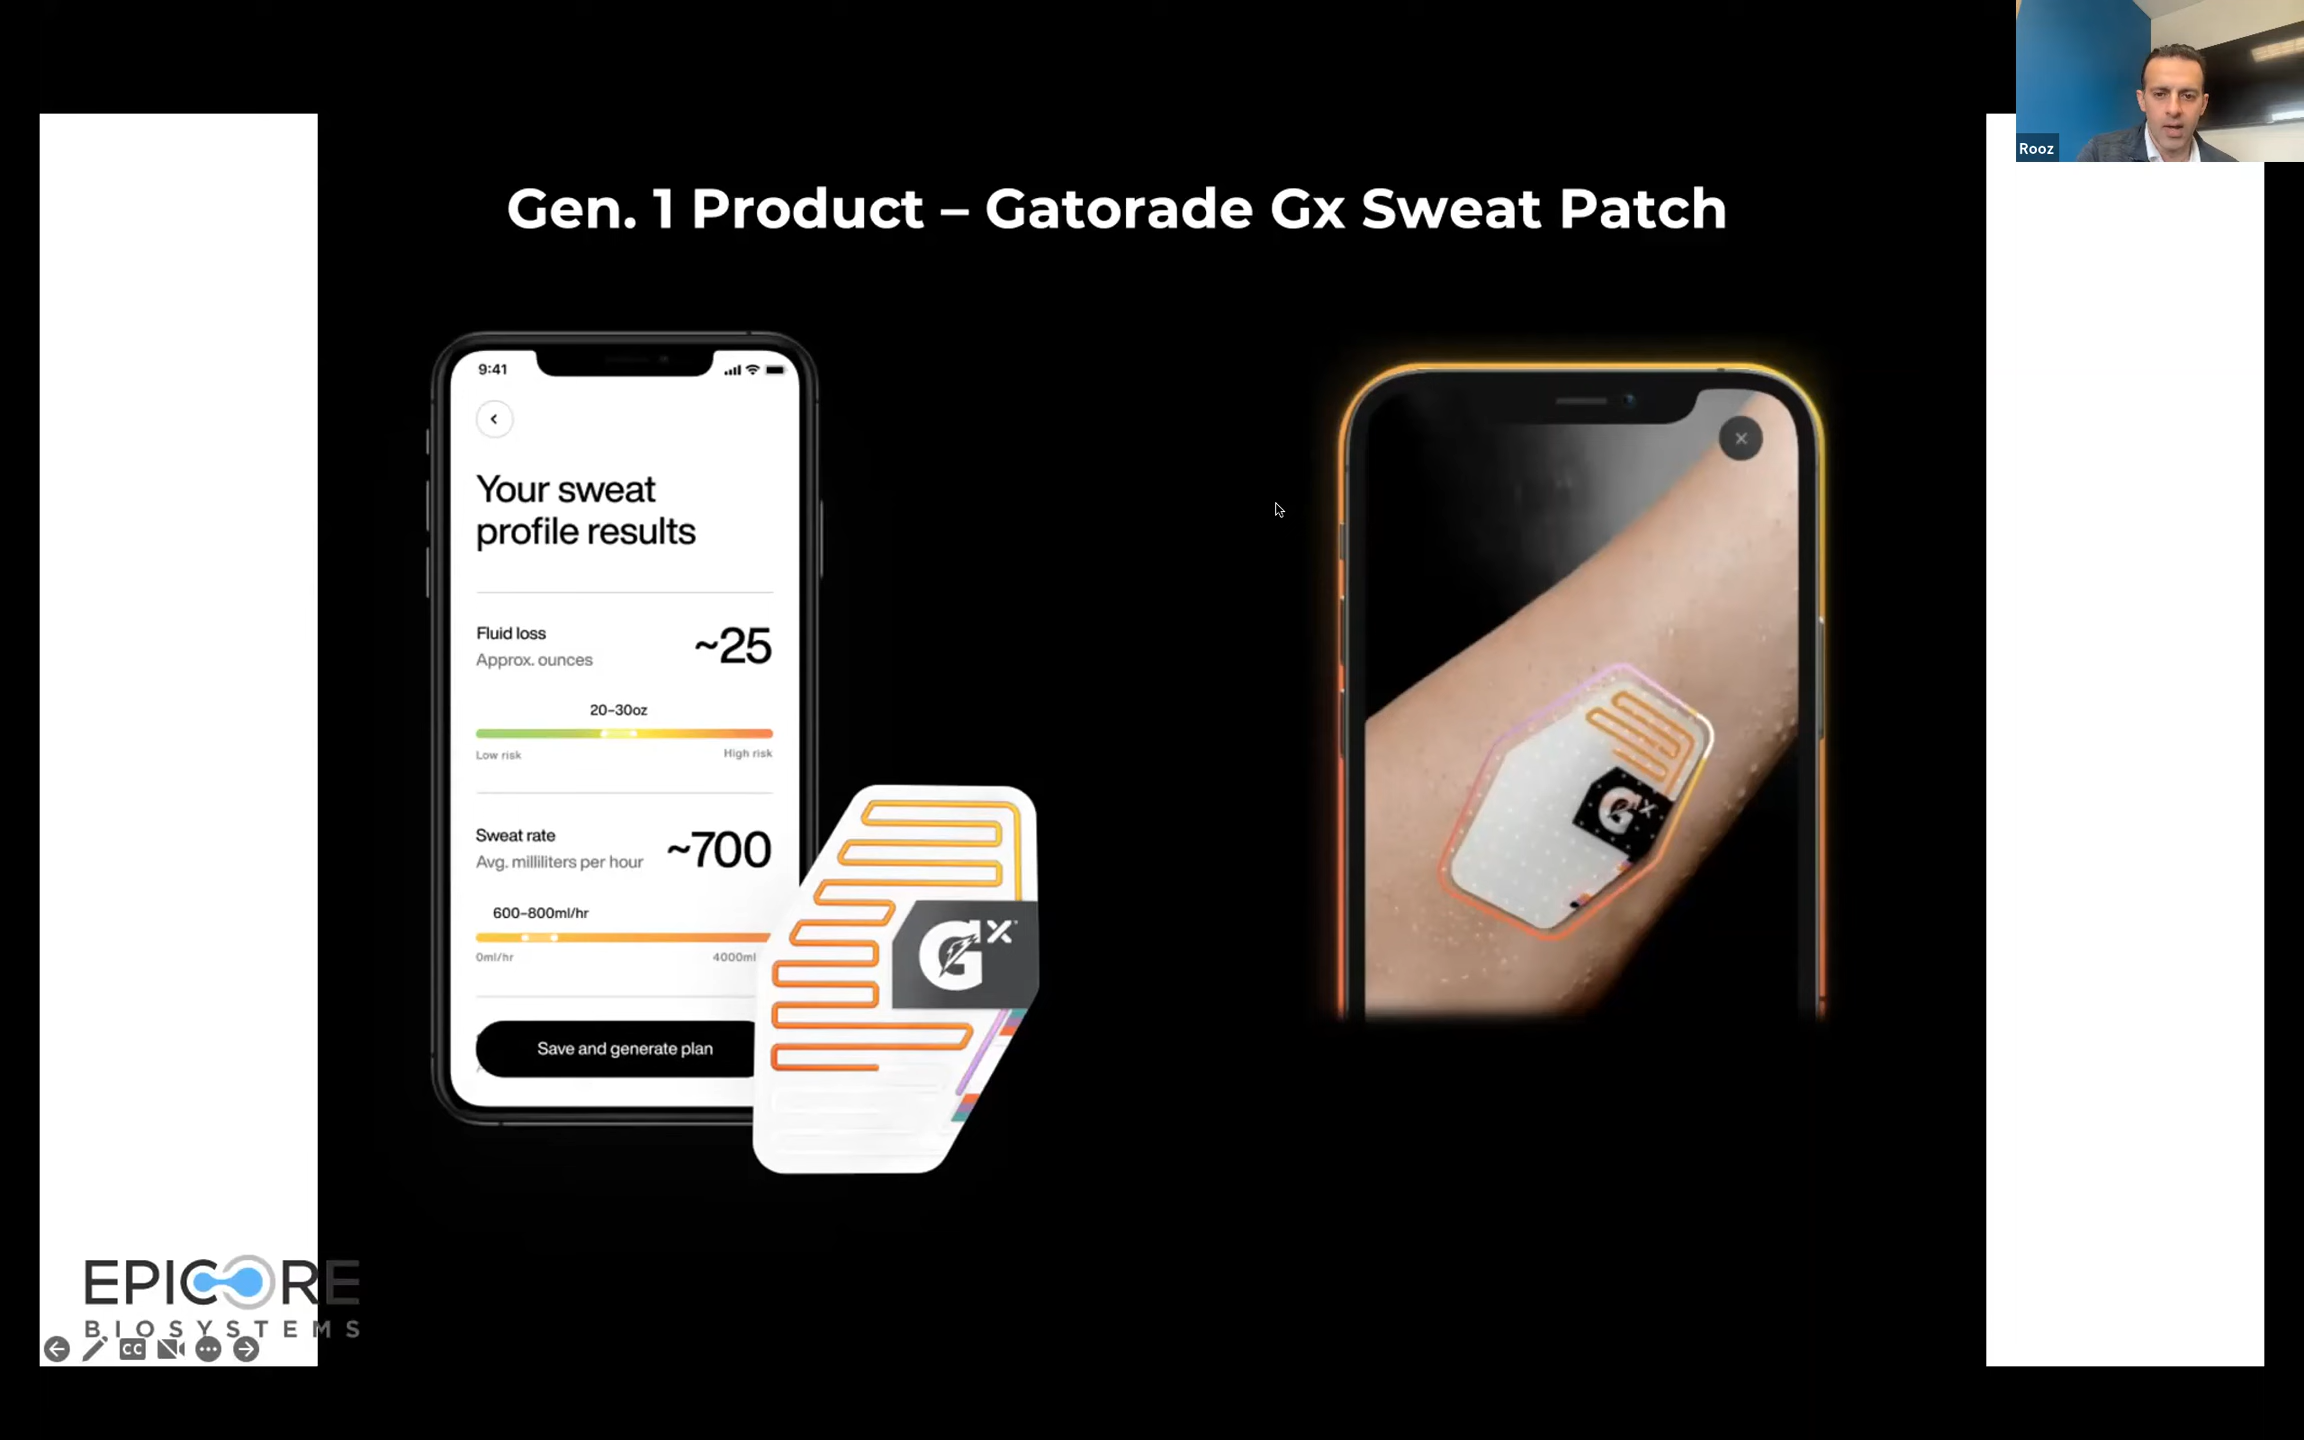 Rooz
Gen. 1 Product – Gatorade Gx Sweat Patch
9:41
Your sweat
profile results
Fluid loss
Approx. ounces
~25
20–30oz
Low risk
High risk
Sweat rate
Avg. milliliters per hour
~700
600–800ml/hr
0ml/hr
4000ml
Save and generate plan
Gx
Gx
EPICORE
BIOSYSTEMS
CC